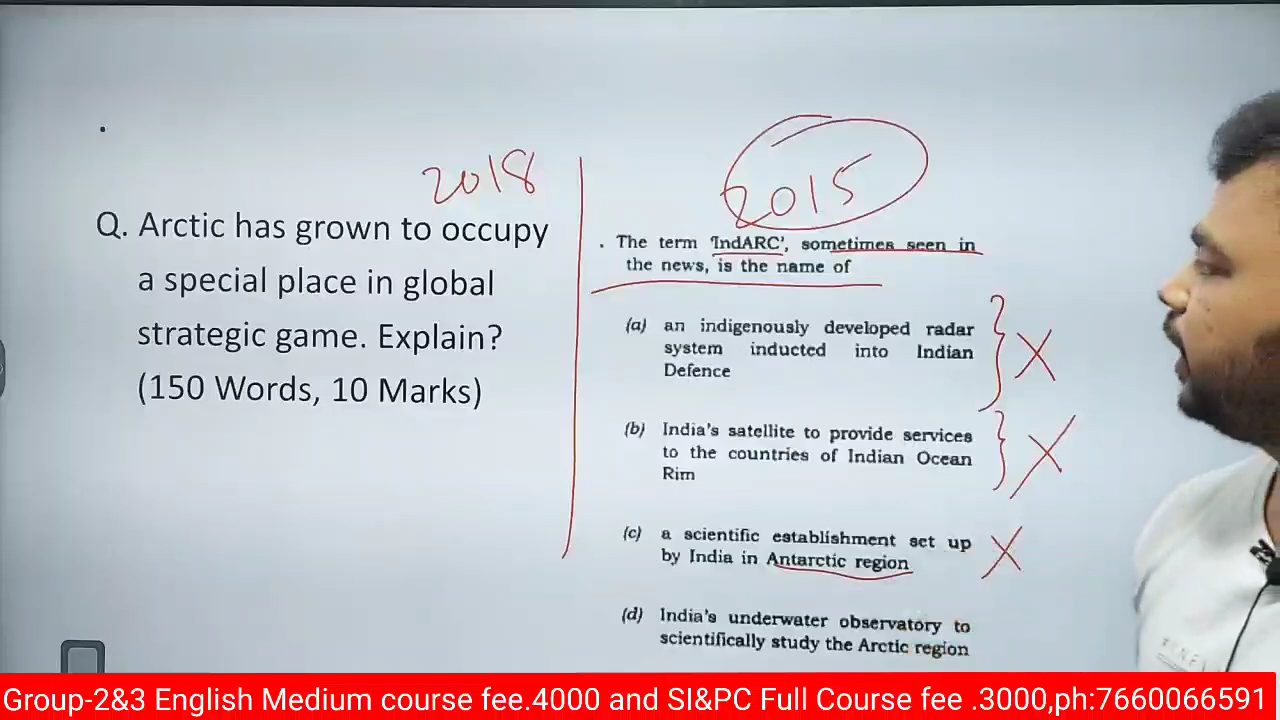 2018
Q. Arctic has grown to occupy
a special place in global
strategic game. Explain?
(150 Words, 10 Marks)
2015
. The term 'IndARC', sometimes seen in
the news, is the name of
(a) an indigenously developed radar
system inducted into Indian
Defence
(b) India's satellite to provide services
to the countries of Indian Ocean
Rim
(c) a scientific establishment set up
by India in Antarctic region
(d) India's underwater observatory to
scientifically study the Arctic region
Group-2&3 English Medium course fee.4000 and SI&PC Full Course fee .3000,ph:7660066591